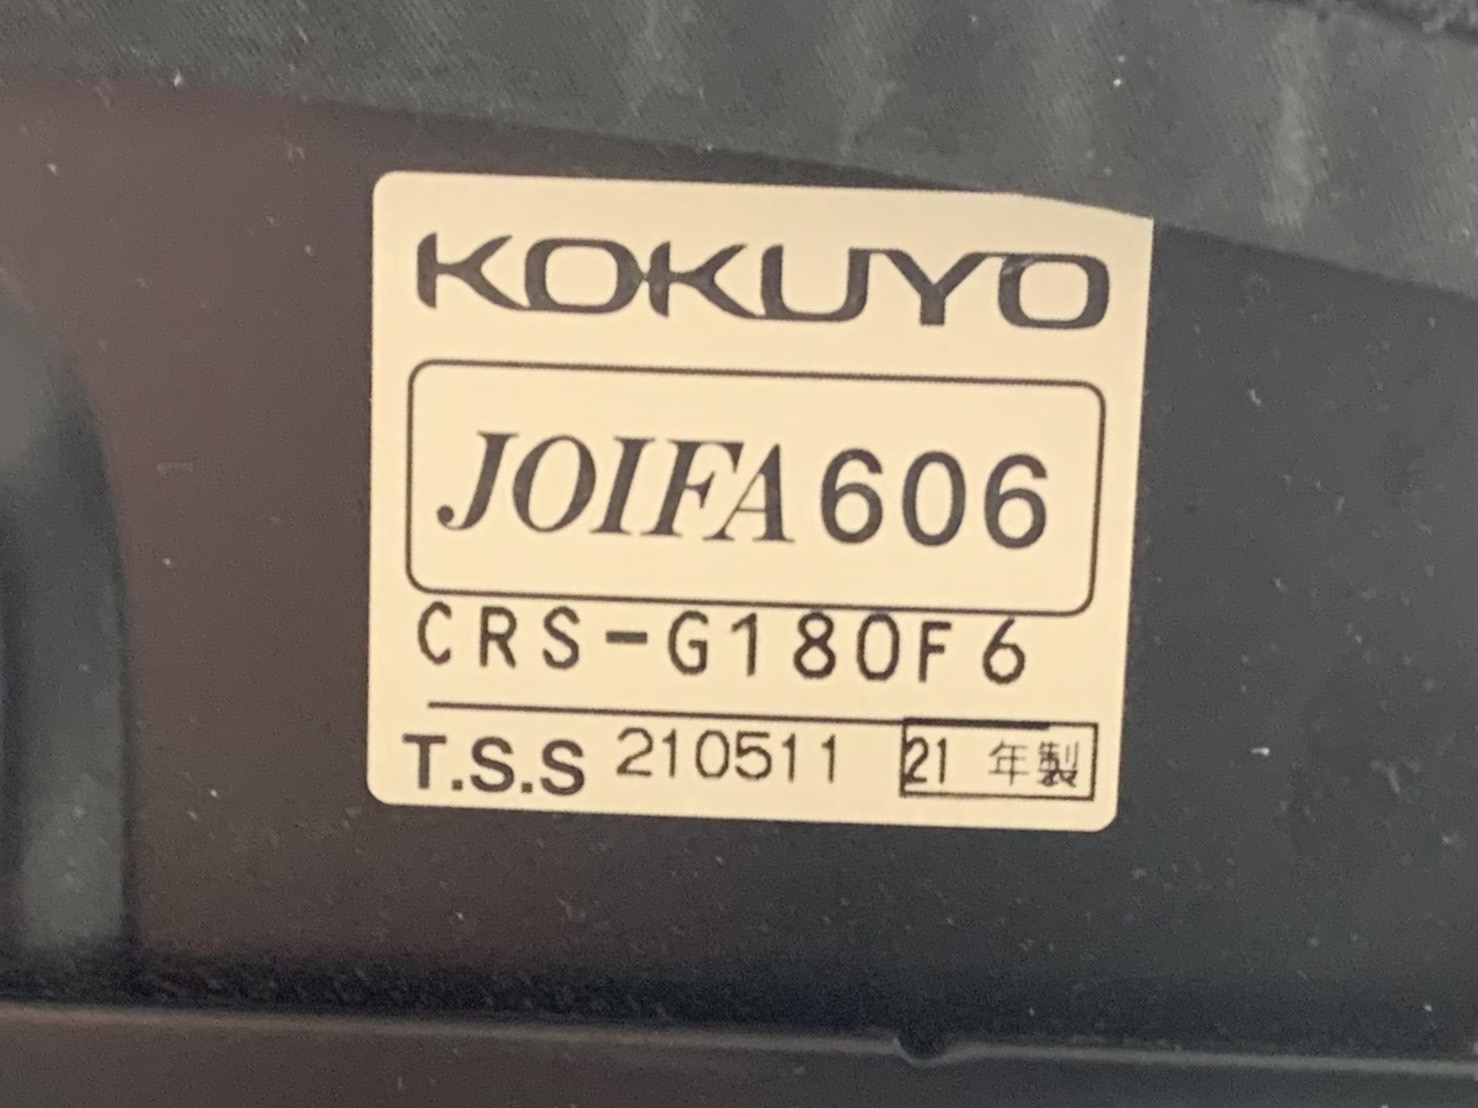 KOKUYO
JOIFA 606
CRS-G180F6
T.S.S 210511 21 年製